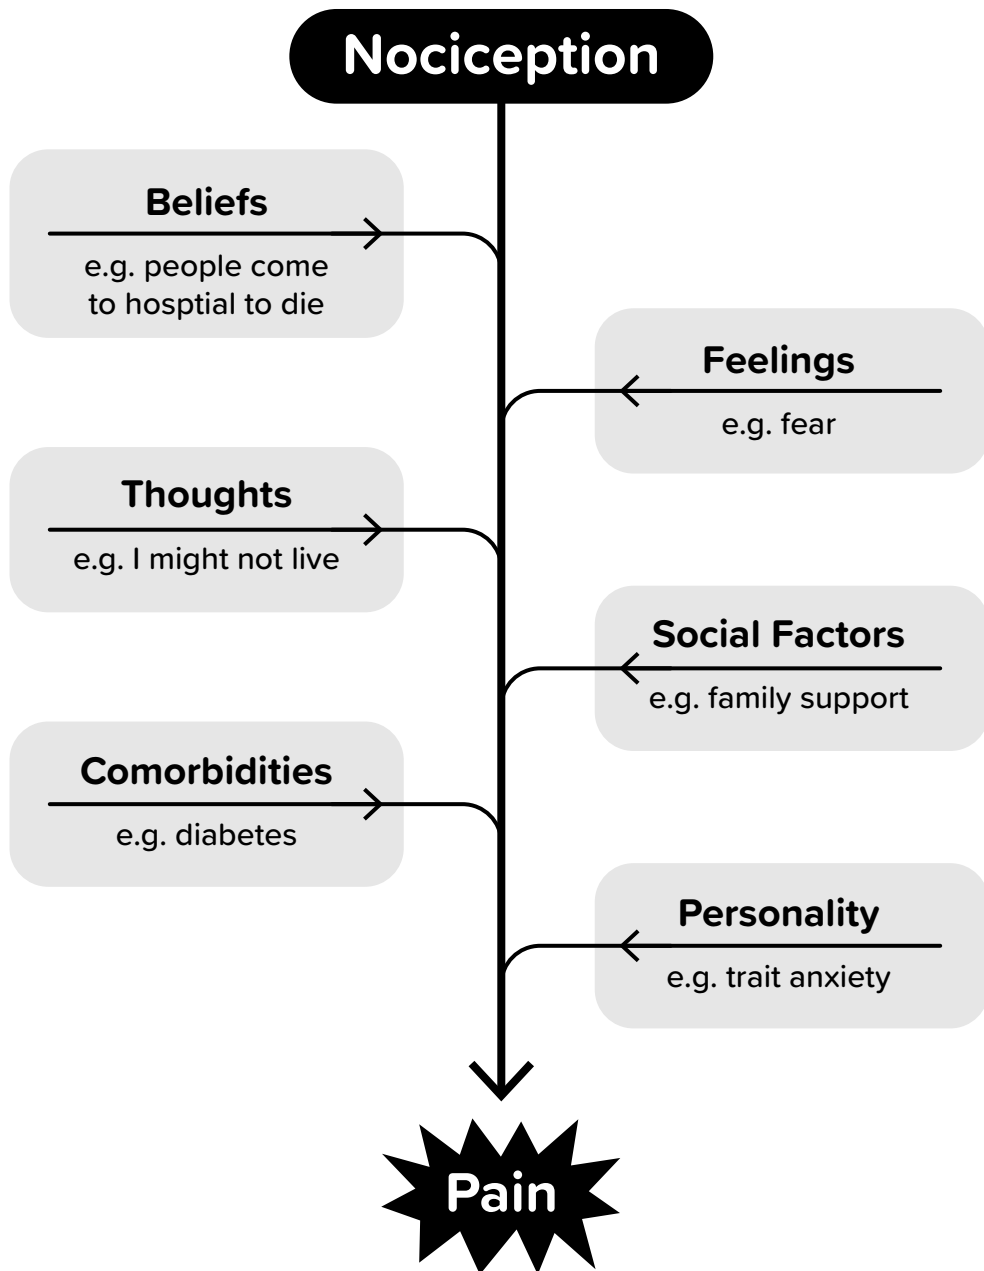 Nociception
Beliefs
e.g. people come
to hosptial to die
Feelings
e.g. fear
Thoughts
e.g. I might not live
Social Factors
e.g. family support
Comorbidities
e.g. diabetes
Personality
e.g. trait anxiety
Pain